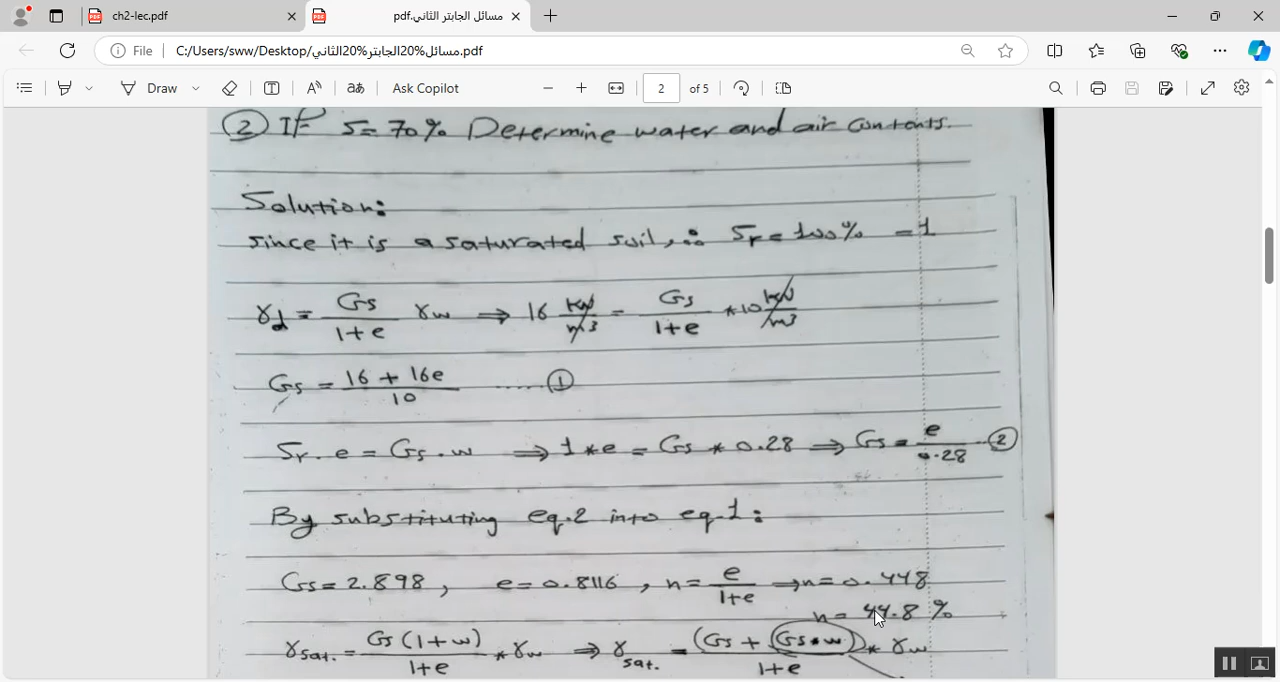 ch2-lec.pdf
مسائل الجابتر الثاني.pdf
File C:/Users/sww/Desktop/مسائل%20الجابتر%20الثاني.pdf
Draw aあ Ask Copilot 2 of 5
② IF S = 70% Determine water and air contents.
Solution:
since it is a saturated soil, ∴ Sr = 100% = 1
γd = Gs/(1+e) γw ⟹ 16 kN/m3 = Gs/(1+e) * 10 kN/m3
Gs = (16 + 16e)/10 ...... ①
Sr. e = Gs . w ⟹ 1 * e = Gs * 0.28 ⟹ Gs = e/0.28 ②
By substituting eq.2 into eq.1:
Gs = 2.898, e = 0.8116, n = e/(1+e) ⟹ n = 0.448
n = 44.8 %
γsat. = Gs(1+w)/(1+e) * γw ⟹ γsat. = (Gs + Gs*w)/(1+e) * γw